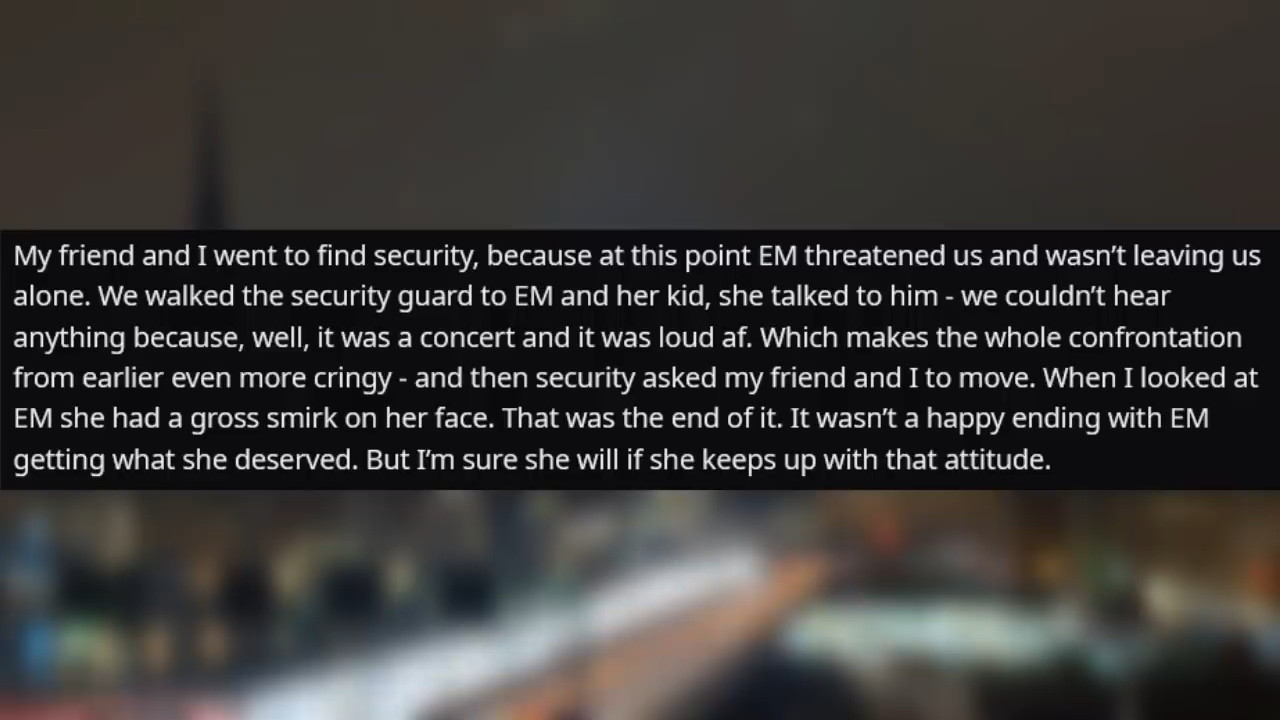 My friend and I went to find security, because at this point EM threatened us and wasn’t leaving us
alone. We walked the security guard to EM and her kid, she talked to him - we couldn’t hear
anything because, well, it was a concert and it was loud af. Which makes the whole confrontation
from earlier even more cringy - and then security asked my friend and I to move. When I looked at
EM she had a gross smirk on her face. That was the end of it. It wasn’t a happy ending with EM
getting what she deserved. But I’m sure she will if she keeps up with that attitude.